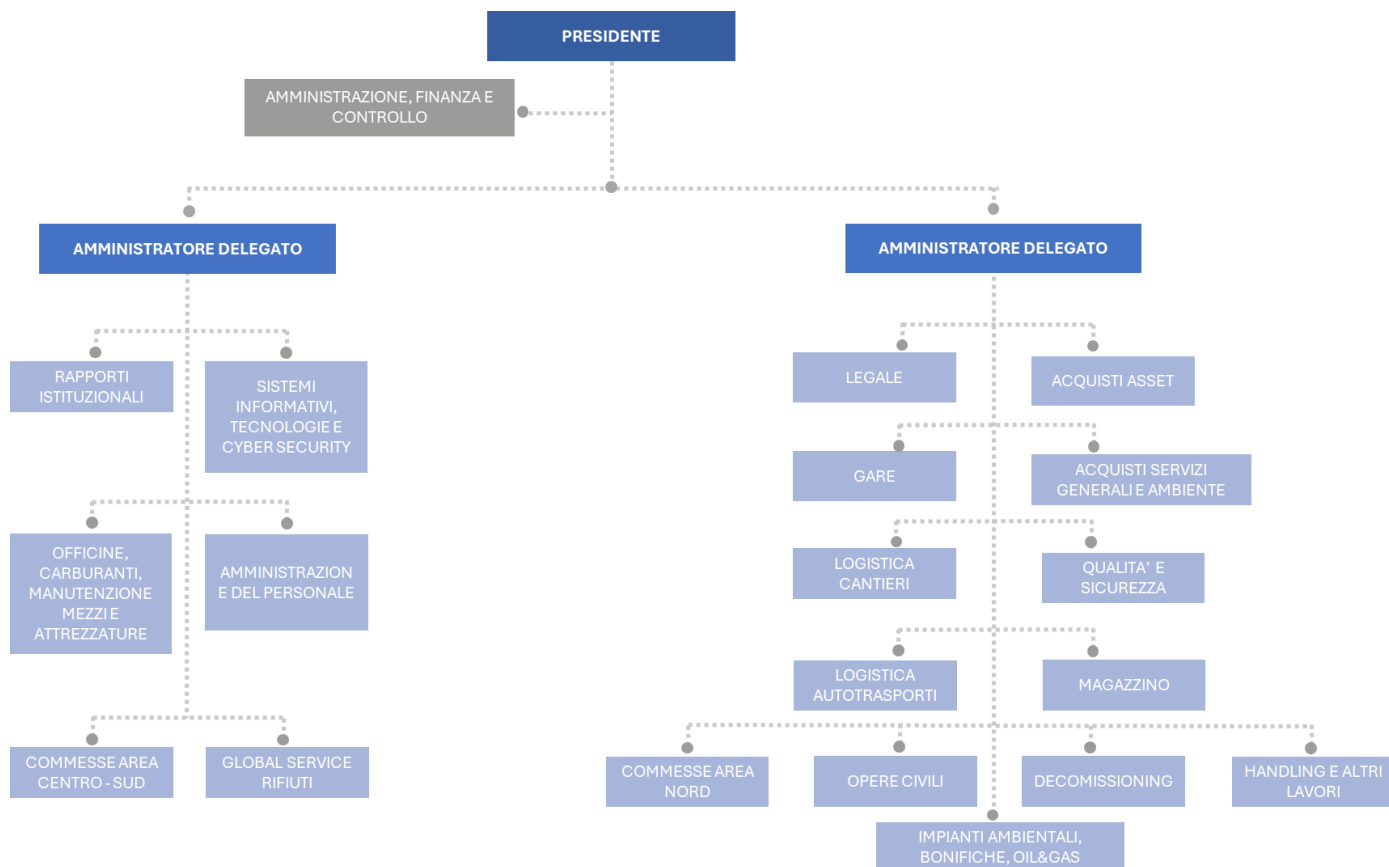 PRESIDENTE
AMMINISTRAZIONE, FINANZA E
CONTROLLO
AMMINISTRATORE DELEGATO
AMMINISTRATORE DELEGATO
RAPPORTI
ISTITUZIONALI
SISTEMI
INFORMATIVI,
TECNOLOGIE E
CYBER SECURITY
LEGALE
ACQUISTI ASSET
GARE
ACQUISTI SERVIZI
GENERALI E AMBIENTE
OFFICINE,
CARBURANTI,
MANUTENZIONE
MEZZI E
ATTREZZATURE
AMMINISTRAZION
E DEL PERSONALE
LOGISTICA
CANTIERI
QUALITA’ E
SICUREZZA
LOGISTICA
AUTOTRASPORTI
MAGAZZINO
COMMESSE AREA
CENTRO - SUD
GLOBAL SERVICE
RIFIUTI
COMMESSE AREA
NORD
OPERE CIVILI
DECOMISSIONING
HANDLING E ALTRI
LAVORI
IMPIANTI AMBIENTALI,
BONIFICHE, OIL&GAS